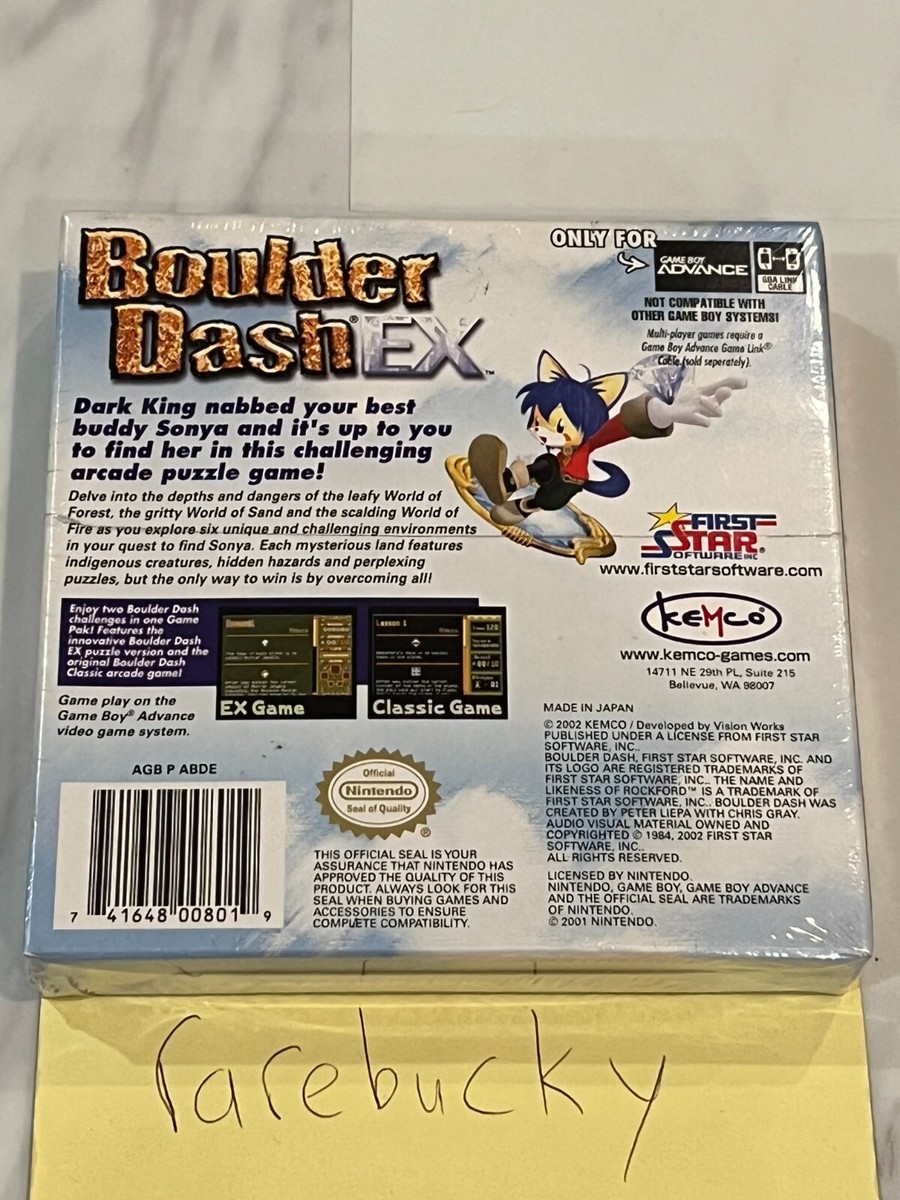 Boulder
Dash® EX™
ONLY FOR
GAME BOY
ADVANCE
GBA LINK
CABLE
NOT COMPATIBLE WITH
OTHER GAME BOY SYSTEMS!
Multi-player games require a
Game Boy Advance Game Link®
Cable (sold seperately).
Dark King nabbed your best
buddy Sonya and it's up to you
to find her in this challenging
arcade puzzle game!
Delve into the depths and dangers of the leafy World of
Forest, the gritty World of Sand and the scalding World of
Fire as you explore six unique and challenging environments
in your quest to find Sonya. Each mysterious land features
indigenous creatures, hidden hazards and perplexing
puzzles, but the only way to win is by overcoming all!
FIRST
STAR
SOFTWARE INC®
www.firststarsoftware.com
Enjoy two Boulder Dash
challenges in one Game
Pak! Features the
innovative Boulder Dash
EX puzzle version and the
original Boulder Dash
Classic arcade game!
EX Game
Lesson 1
Classic Game
KEMCO®
www.kemco-games.com
14711 NE 29th PL, Suite 215
Bellevue, WA 98007
Game play on the
Game Boy® Advance
video game system.
MADE IN JAPAN
© 2002 KEMCO / Developed by Vision Works
PUBLISHED UNDER A LICENSE FROM FIRST STAR
SOFTWARE, INC..
BOULDER DASH, FIRST STAR SOFTWARE, INC. AND
ITS LOGO ARE REGISTERED TRADEMARKS OF
FIRST STAR SOFTWARE, INC.. THE NAME AND
LIKENESS OF ROCKFORD™ IS A TRADEMARK OF
FIRST STAR SOFTWARE, INC.. BOULDER DASH WAS
CREATED BY PETER LIEPA WITH CHRIS GRAY.
AUDIO VISUAL MATERIAL OWNED AND
COPYRIGHTED © 1984, 2002 FIRST STAR
SOFTWARE, INC..
ALL RIGHTS RESERVED.
LICENSED BY NINTENDO.
NINTENDO, GAME BOY, GAME BOY ADVANCE
AND THE OFFICIAL SEAL ARE TRADEMARKS
OF NINTENDO.
© 2001 NINTENDO.
AGB P ABDE
7 41648 00801 9
Official
Nintendo
Seal of Quality
®
THIS OFFICIAL SEAL IS YOUR
ASSURANCE THAT NINTENDO HAS
APPROVED THE QUALITY OF THIS
PRODUCT. ALWAYS LOOK FOR THIS
SEAL WHEN BUYING GAMES AND
ACCESSORIES TO ENSURE
COMPLETE COMPATIBILITY.
rarebucky